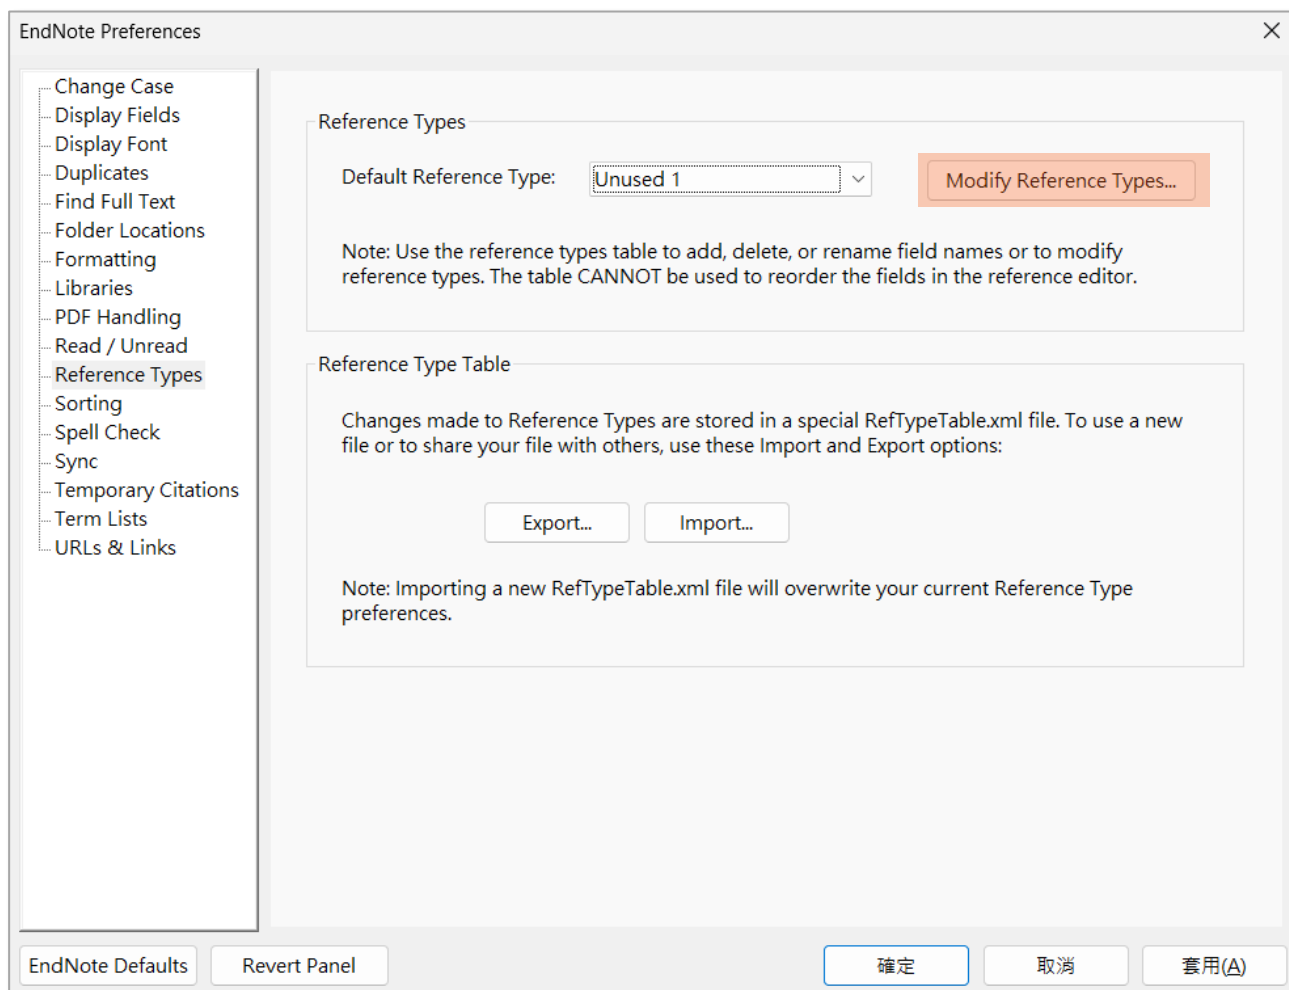 EndNote Preferences
Change Case
Display Fields
Display Font
Duplicates
Find Full Text
Folder Locations
Formatting
Libraries
PDF Handling
Read / Unread
Reference Types
Sorting
Spell Check
Sync
Temporary Citations
Term Lists
URLs & Links
Reference Types
Default Reference Type:
Unused 1
Modify Reference Types...
Note: Use the reference types table to add, delete, or rename field names or to modify
reference types. The table CANNOT be used to reorder the fields in the reference editor.
Reference Type Table
Changes made to Reference Types are stored in a special RefTypeTable.xml file. To use a new
file or to share your file with others, use these Import and Export options:
Export...
Import...
Note: Importing a new RefTypeTable.xml file will overwrite your current Reference Type
preferences.
EndNote Defaults
Revert Panel
確定
取消
套用(A)